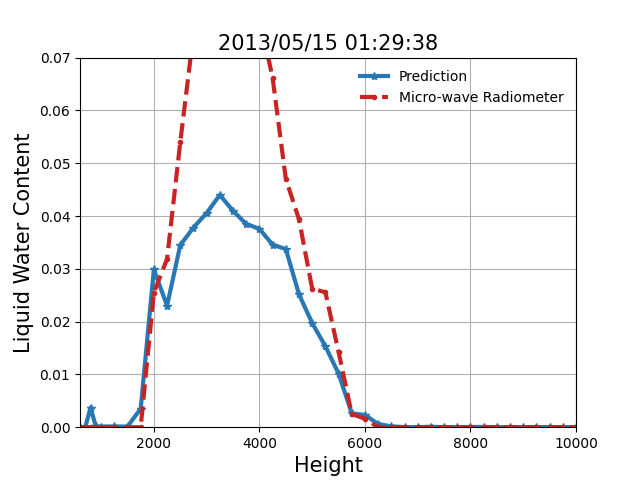 2013/05/15 01:29:38
Prediction
Micro-wave Radiometer
0.07
0.06
0.05
0.04
0.03
0.02
0.01
0.00
Liquid Water Content
2000 4000 6000 8000 10000
Height